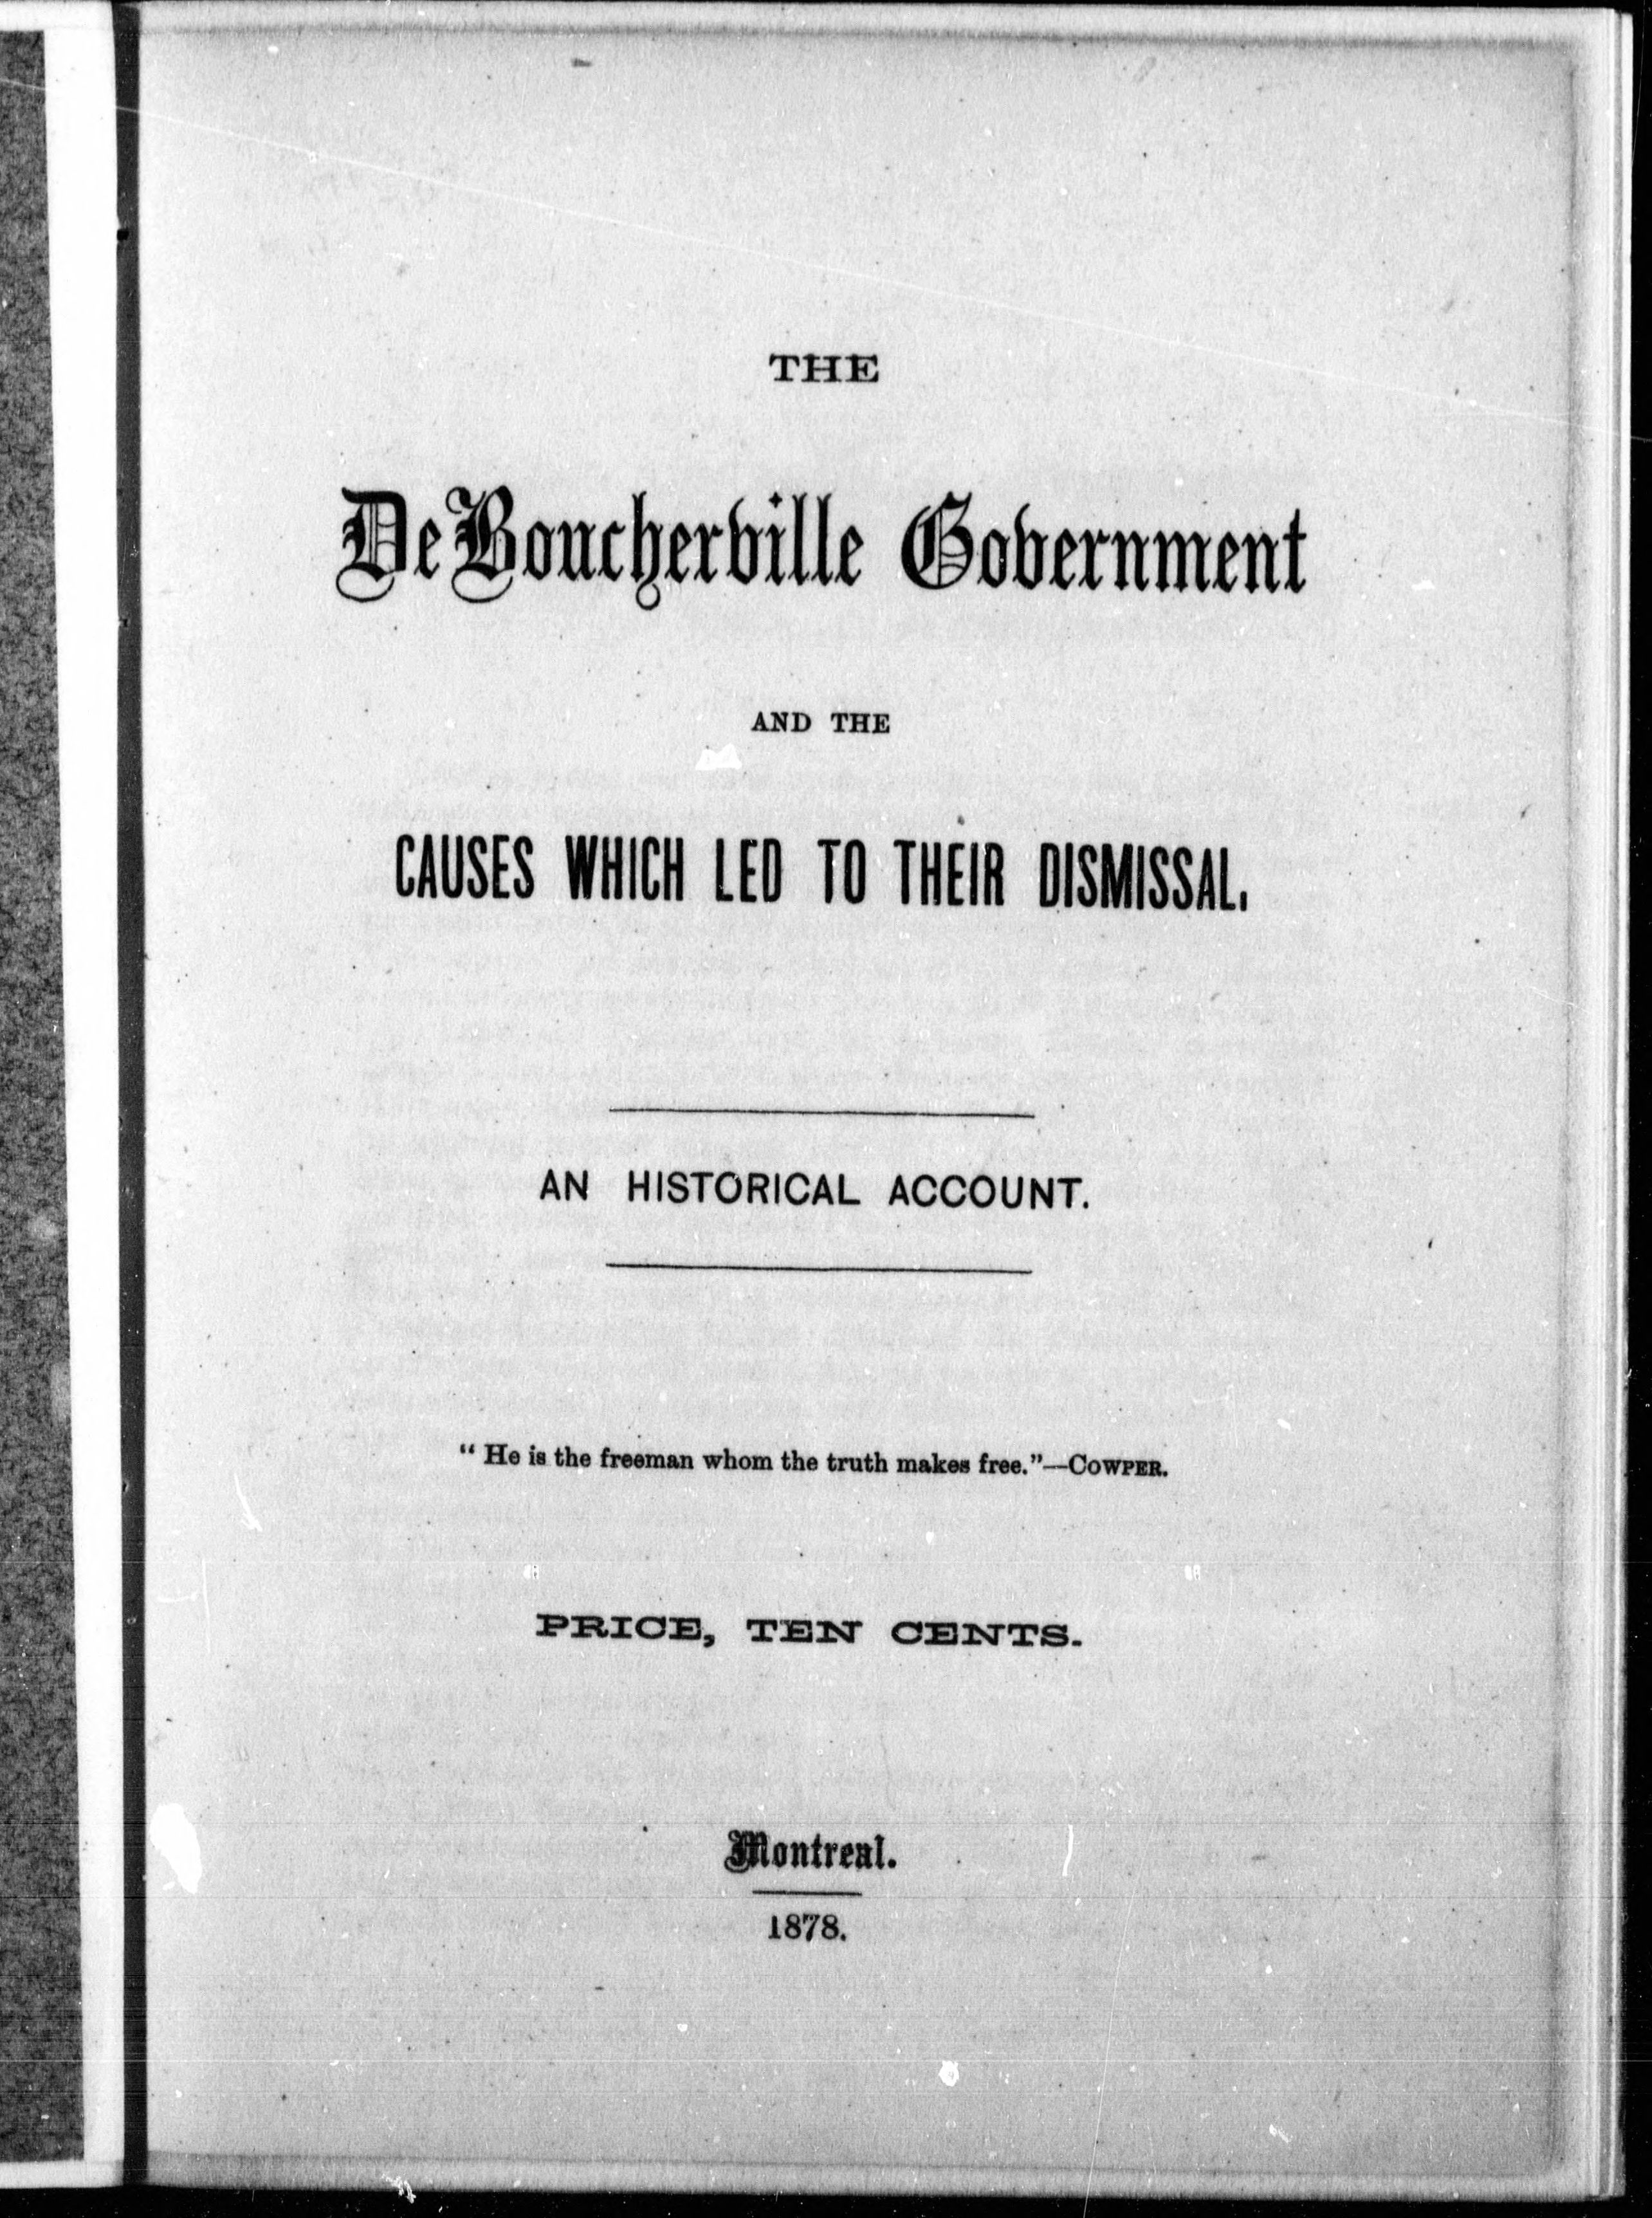 THE
DeBoucherville Government
AND THE
CAUSES WHICH LED TO THEIR DISMISSAL.
AN HISTORICAL ACCOUNT.
“ He is the freeman whom the truth makes free.”—COWPER.
PRICE, TEN CENTS.
Montreal.
1878.